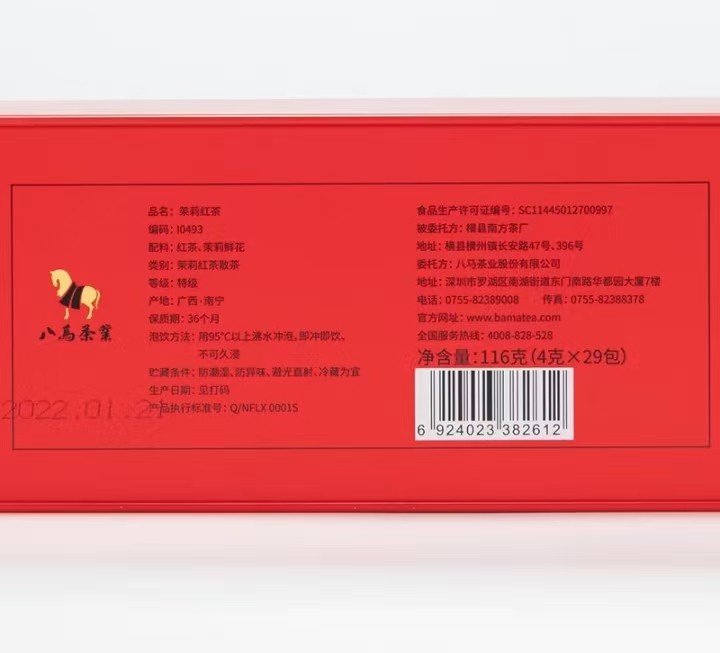 八马茶業
品名：茉莉红茶
编码：I0493
配料：红茶、茉莉鲜花
类别：茉莉红茶散茶
等级：特级
产地：广西·南宁
保质期：36个月
泡饮方法：用95℃以上沸水冲泡，即冲即饮，
不可久浸
贮藏条件：防潮湿、防异味、避光直射、冷藏为宜
生产日期：见打码
产品执行标准号：Q/NFLX 0001S
2022.01.21
食品生产许可证编号：SC11445012700997
被委托方：横县南方茶厂
地址：横县横州镇长安路47号、396号
委托方：八马茶业股份有限公司
地址：深圳市罗湖区南湖街道东门南路华都园大厦7楼
电话：0755-82389008 传真：0755-82388378
官方网址：www.bamatea.com
全国服务热线：4008-828-528
净含量：116克(4克×29包)
6 924023 382612